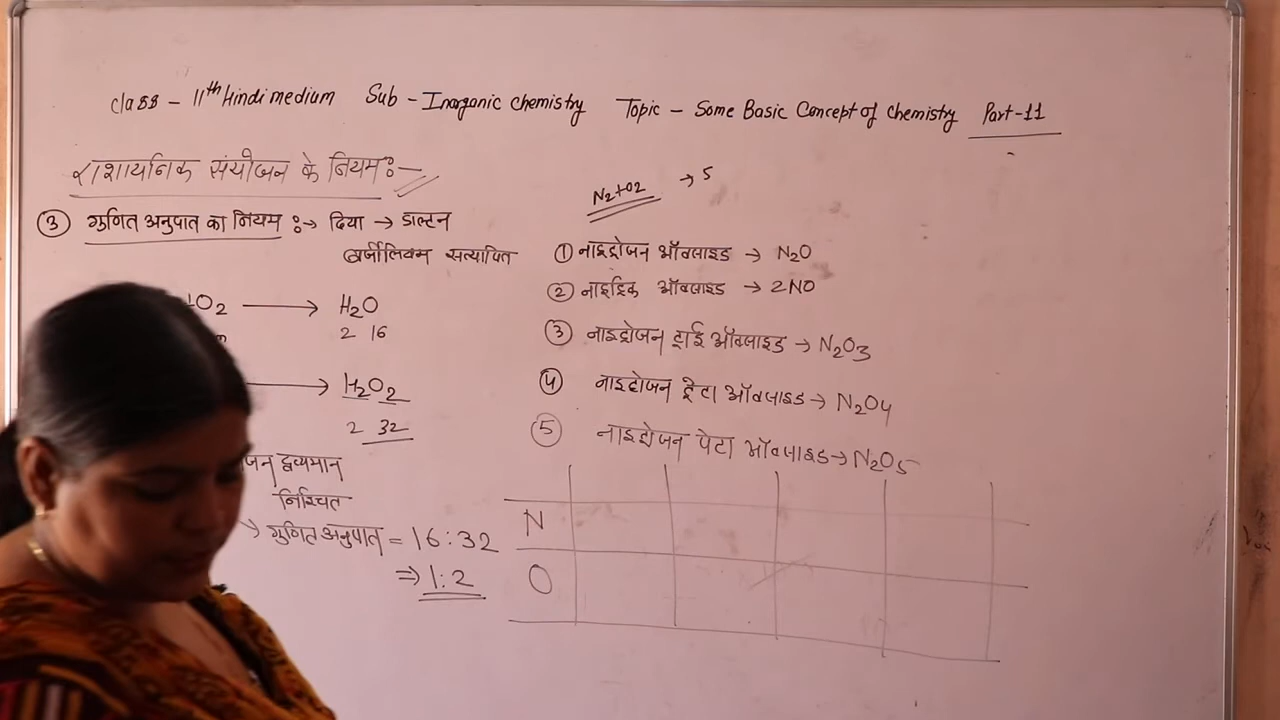 Class - 11th Hindi medium Sub - Inorganic Chemistry Topic - Some Basic Concept of Chemistry Part-11
राशार्यानिक संयोजन के नियमः-
③ गुणित अनुपात का नियम :→ दिया → डाल्टन
बर्जीलियम सत्यापित
O2 → H2O
2 16
→ H2O2
2 32
द्रव्यमान
निश्चित
→ गुणित अनुपात = 16:32
⇒ 1:2
N2+O2 → 5
① नाइट्रोजन ऑक्साइड → N2O
② नाइट्रिक ऑक्साइड → 2NO
③ नाइट्रोजन ट्राई ऑक्साइड → N2O3
④ नाइट्रोजन ट्रेटा ऑक्साइड → N2O4
⑤ नाइट्रोजन पेटा ऑक्साइड → N2O5
N
O